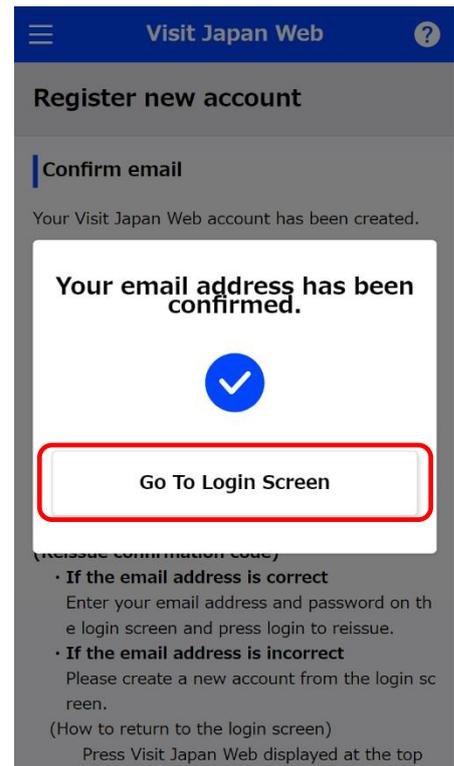 Visit Japan Web
?
Register new account
Confirm email
Your Visit Japan Web account has been created.
Your email address has been
confirmed.
Go To Login Screen
(Reissue confirmation code)
・If the email address is correct
Enter your email address and password on th
e login screen and press login to reissue.
・If the email address is incorrect
Please create a new account from the login sc
reen.
(How to return to the login screen)
Press Visit Japan Web displayed at the top